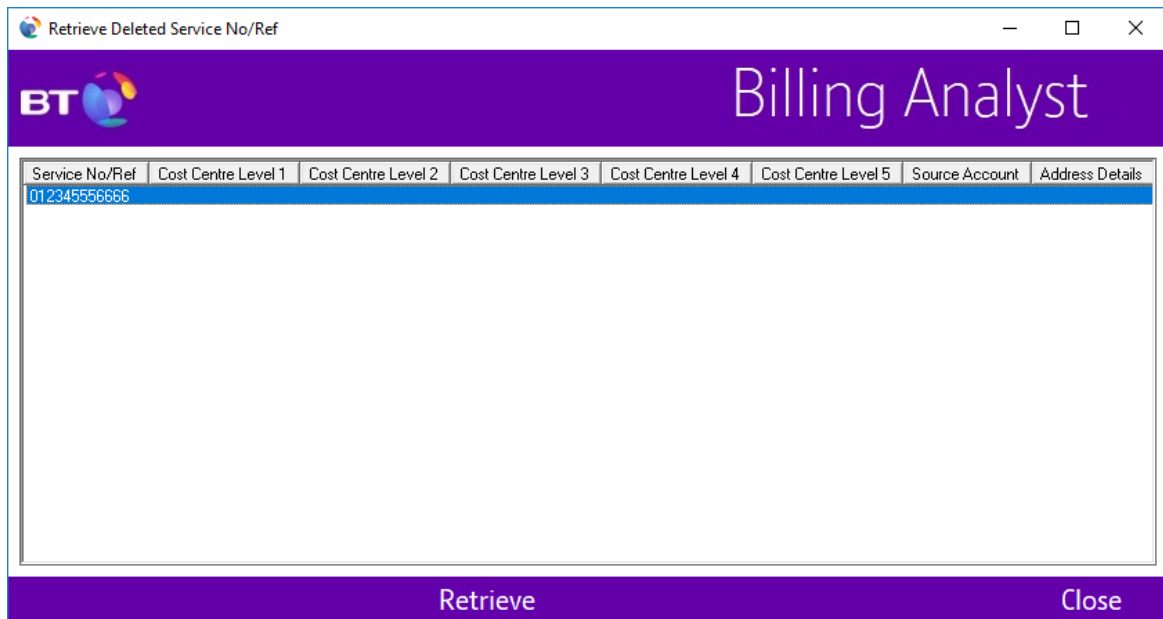 Retrieve Deleted Service No/Ref
BT
Billing Analyst
Service No/Ref Cost Centre Level 1 Cost Centre Level 2 Cost Centre Level 3 Cost Centre Level 4 Cost Centre Level 5 Source Account Address Details
012345556666
Retrieve Close